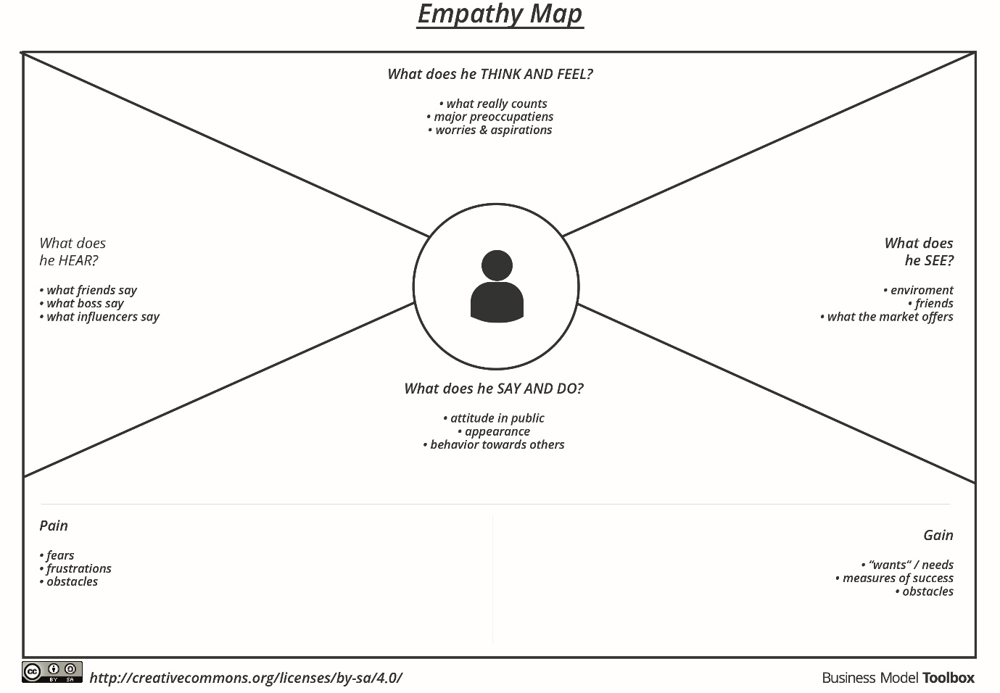 Empathy Map
What does he THINK AND FEEL?
• what really counts
• major preoccupatiens
• worries & aspirations
What does
he HEAR?
• what friends say
• what boss say
• what influencers say
What does
he SEE?
• enviroment
• friends
• what the market offers
What does he SAY AND DO?
• attitude in public
• appearance
• behavior towards others
Pain
• fears
• frustrations
• obstacles
Gain
• “wants“ / needs
• measures of success
• obstacles
cc BY SA
http://creativecommons.org/licenses/by-sa/4.0/
Business Model Toolbox